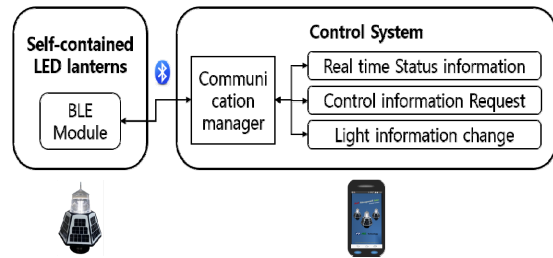 Self-contained
LED lanterns
BLE
Module
Control System
Communi
cation
manager
Real time Status information
Control information Request
Light information change